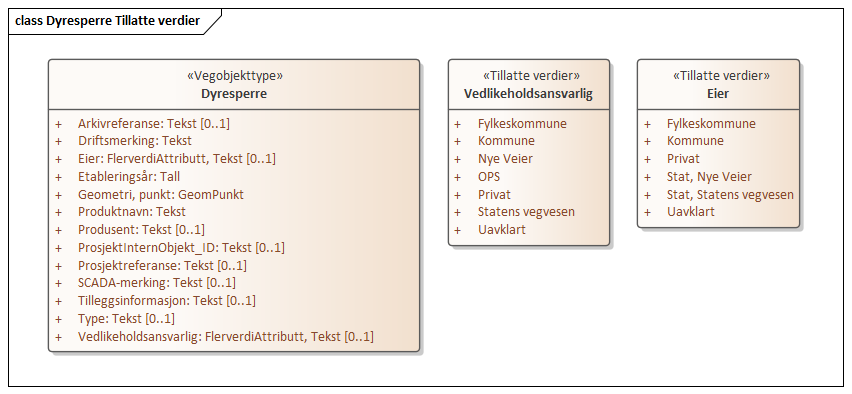 class Dyresperre Tillatte verdier
«Vegobjekttype»
Dyresperre
+ Arkivreferanse: Tekst [0..1]
+ Driftsmerking: Tekst
+ Eier: FlerverdiAttributt, Tekst [0..1]
+ Etableringsår: Tall
+ Geometri, punkt: GeomPunkt
+ Produktnavn: Tekst
+ Produsent: Tekst [0..1]
+ ProsjektInternObjekt_ID: Tekst [0..1]
+ Prosjektreferanse: Tekst [0..1]
+ SCADA-merking: Tekst [0..1]
+ Tilleggsinformasjon: Tekst [0..1]
+ Type: Tekst [0..1]
+ Vedlikeholdsansvarlig: FlerverdiAttributt, Tekst [0..1]
«Tillatte verdier»
Vedlikeholdsansvarlig
+ Fylkeskommune
+ Kommune
+ Nye Veier
+ OPS
+ Privat
+ Statens vegvesen
+ Uavklart
«Tillatte verdier»
Eier
+ Fylkeskommune
+ Kommune
+ Privat
+ Stat, Nye Veier
+ Stat, Statens vegvesen
+ Uavklart